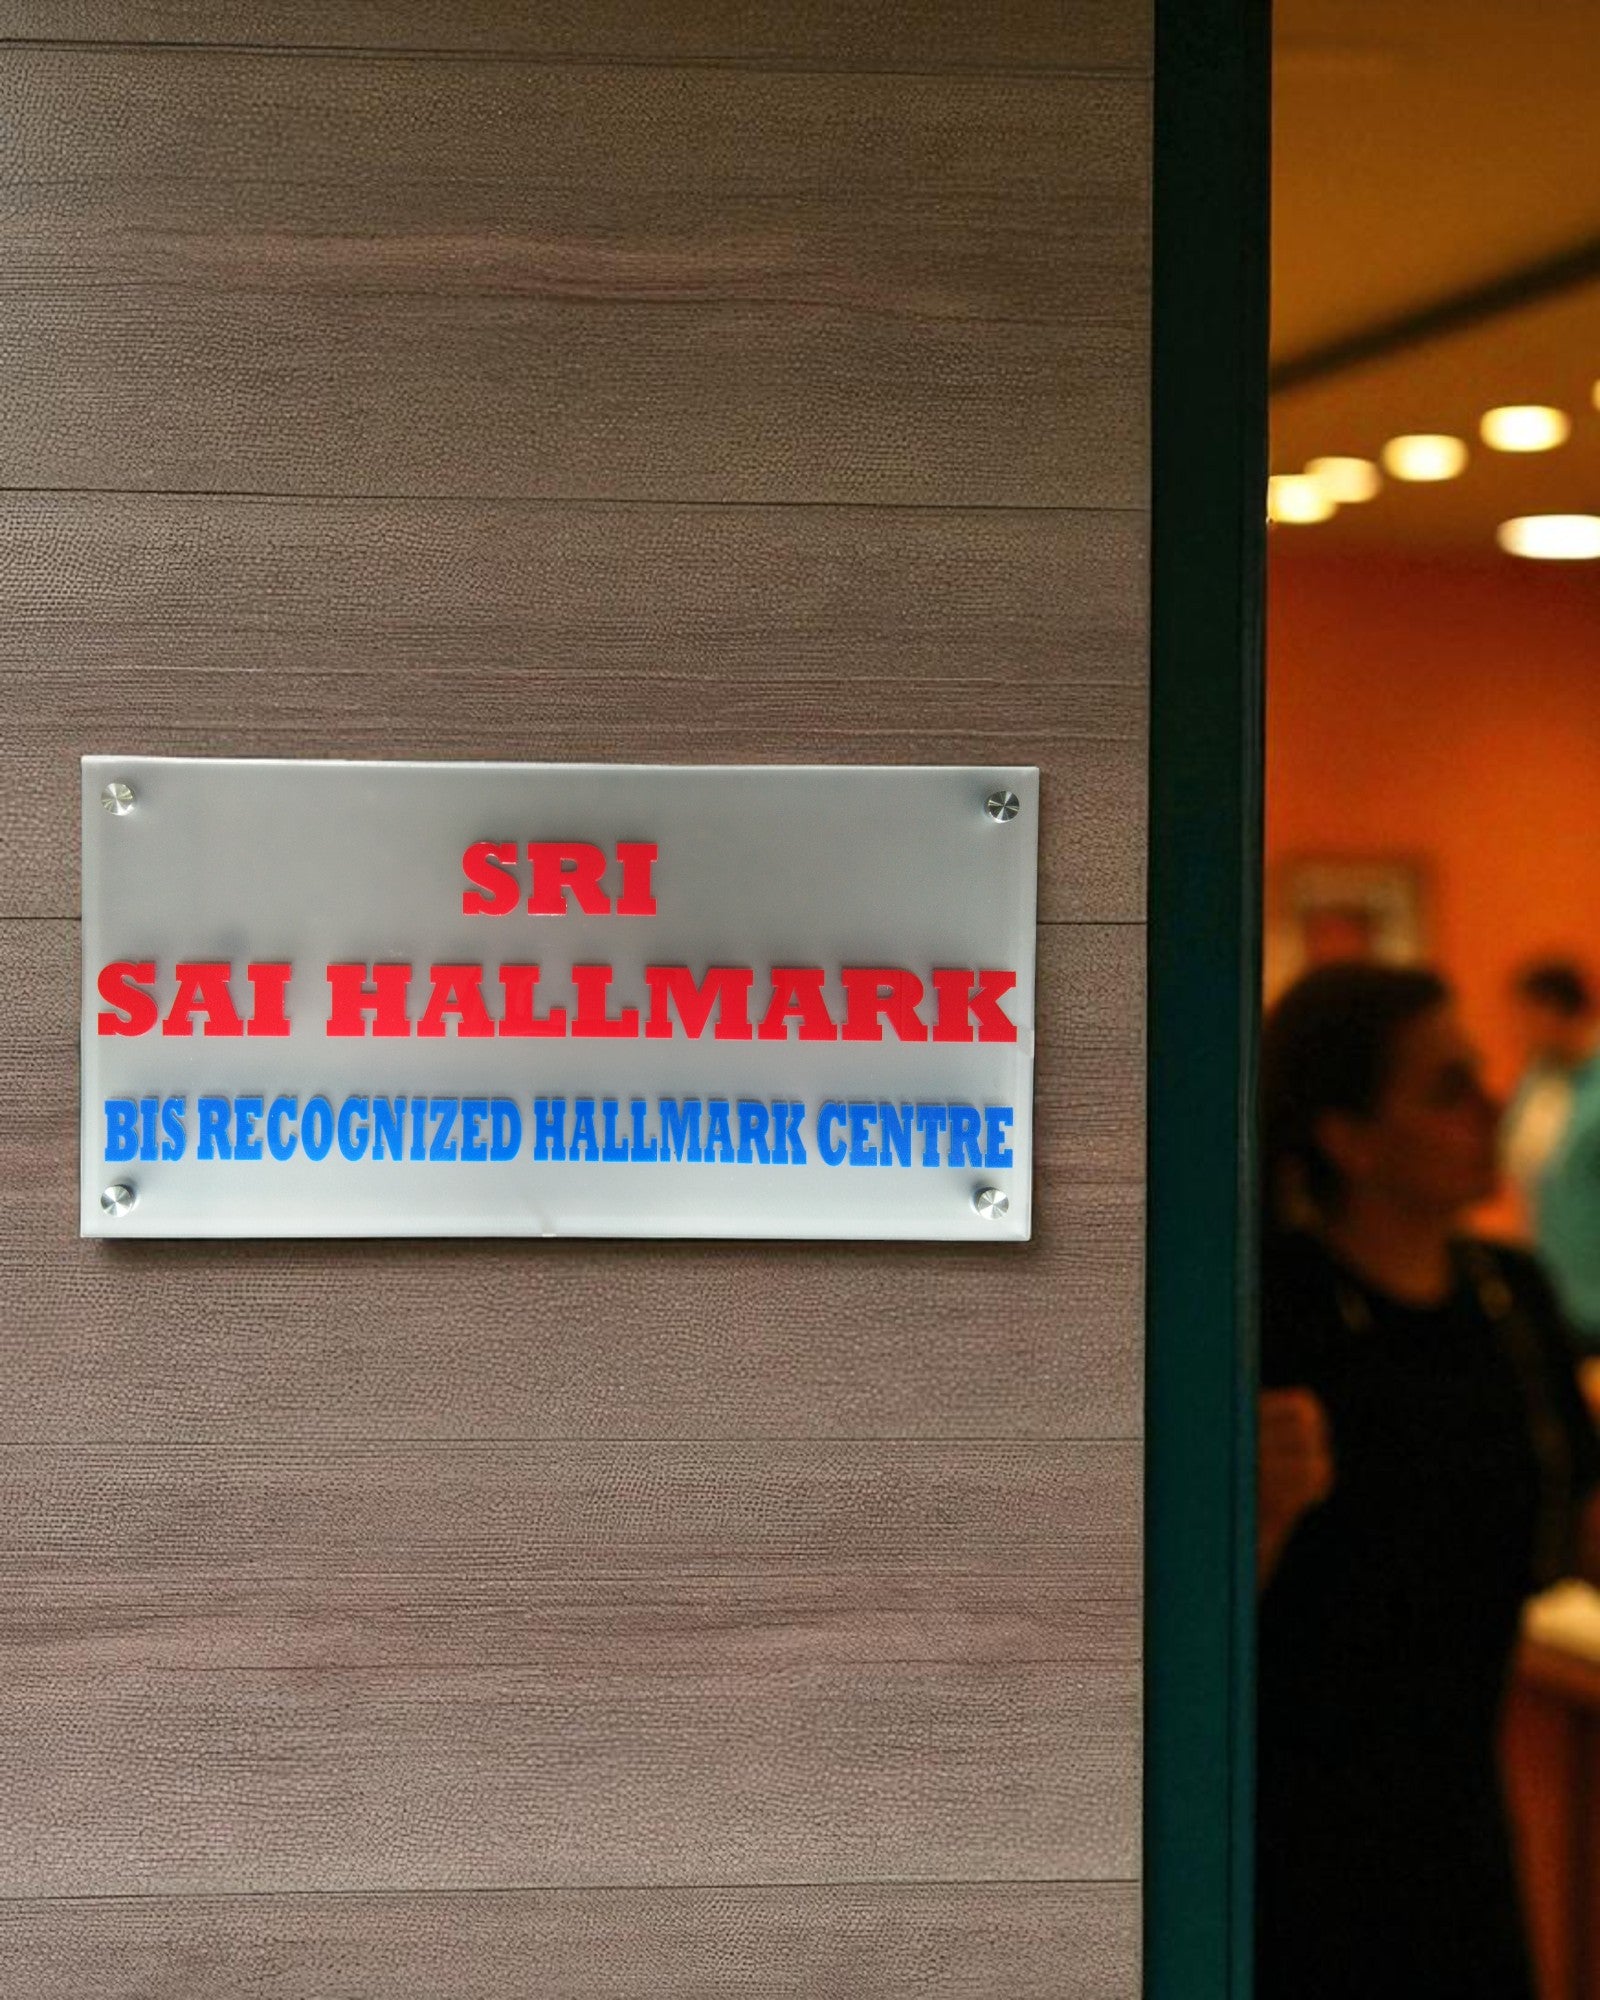 SRI
SAI HALLMARK
BIS RECOGNIZED HALLMARK CENTRE